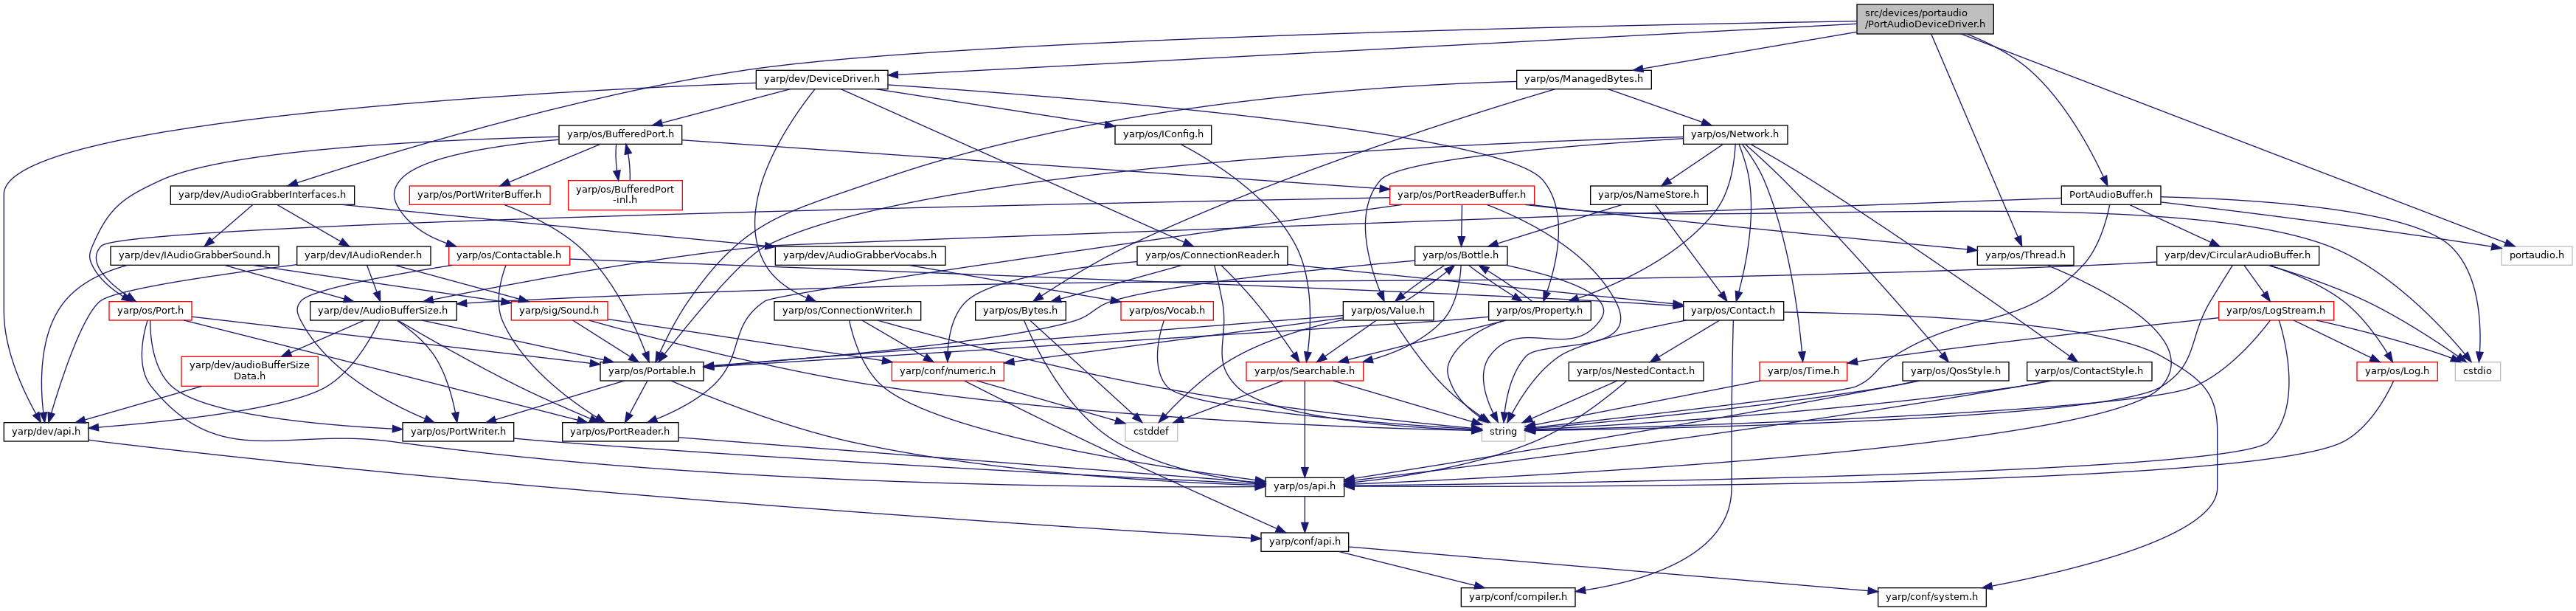 src/devices/portaudio
/PortAudioDeviceDriver.h
yarp/dev/DeviceDriver.h
yarp/os/ManagedBytes.h
yarp/os/BufferedPort.h
yarp/os/IConfig.h
yarp/os/Network.h
yarp/dev/AudioGrabberInterfaces.h
yarp/os/PortWriterBuffer.h
yarp/os/BufferedPort
-inl.h
yarp/os/PortReaderBuffer.h
yarp/os/NameStore.h
PortAudioBuffer.h
yarp/dev/IAudioGrabberSound.h
yarp/dev/IAudioRender.h
yarp/os/Contactable.h
yarp/dev/AudioGrabberVocabs.h
yarp/os/ConnectionReader.h
yarp/os/Bottle.h
yarp/os/Thread.h
yarp/dev/CircularAudioBuffer.h
portaudio.h
yarp/os/Port.h
yarp/dev/AudioBufferSize.h
yarp/sig/Sound.h
yarp/os/ConnectionWriter.h
yarp/os/Bytes.h
yarp/os/Vocab.h
yarp/os/Value.h
yarp/os/Property.h
yarp/os/Contact.h
yarp/os/LogStream.h
yarp/dev/audioBufferSize
Data.h
yarp/os/Portable.h
yarp/conf/numeric.h
yarp/os/Searchable.h
yarp/os/NestedContact.h
yarp/os/Time.h
yarp/os/QosStyle.h
yarp/os/ContactStyle.h
yarp/os/Log.h
cstdio
yarp/dev/api.h
yarp/os/PortWriter.h
yarp/os/PortReader.h
cstddef
string
yarp/os/api.h
yarp/conf/api.h
yarp/conf/compiler.h
yarp/conf/system.h